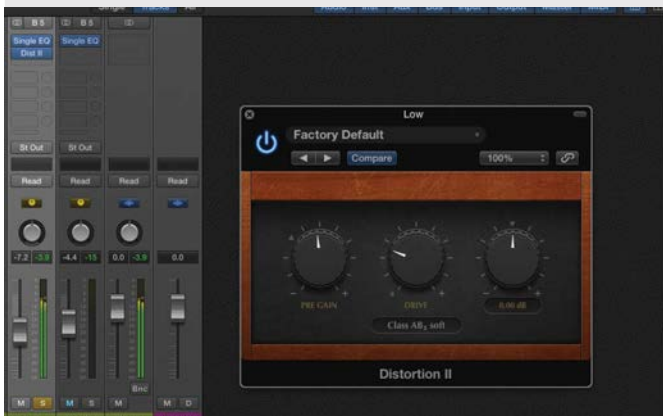 Single Tracks All
Audio Inst Aux Bus Input Output Master MIDI
B 5 B 5
Single EQ Single EQ
Dist II
St Out St Out
Read Read Read Read
-7.2 -3.9 -4.4 -15 0.0 -3.9 0.0
Bnc
M S M S M M D
Low
Factory Default
Compare 100%
PRE GAIN DRIVE 0.00 dB
Class AB₂ soft
Distortion II